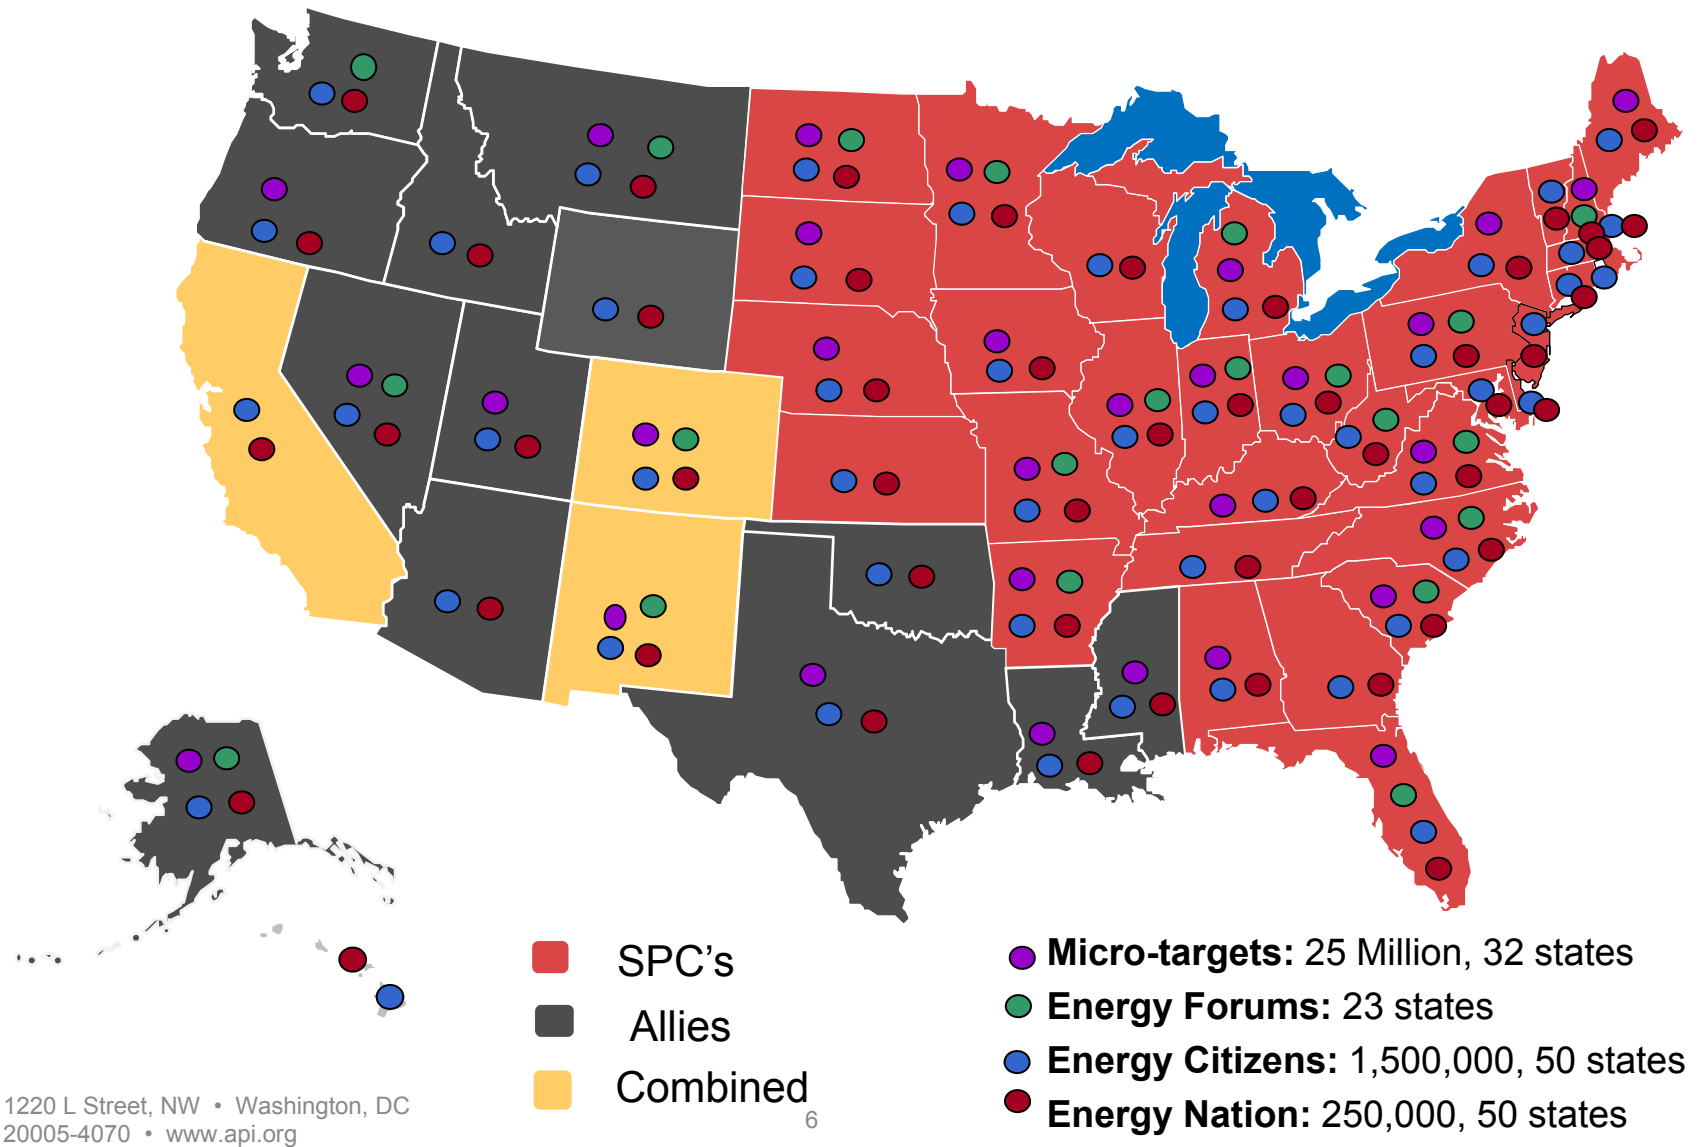 SPC's
Allies
Combined
Micro-targets: 25 Million, 32 states
Energy Forums: 23 states
Energy Citizens: 1,500,000, 50 states
Energy Nation: 250,000, 50 states
1220 L Street, NW • Washington, DC
20005-4070 • www.api.org
6